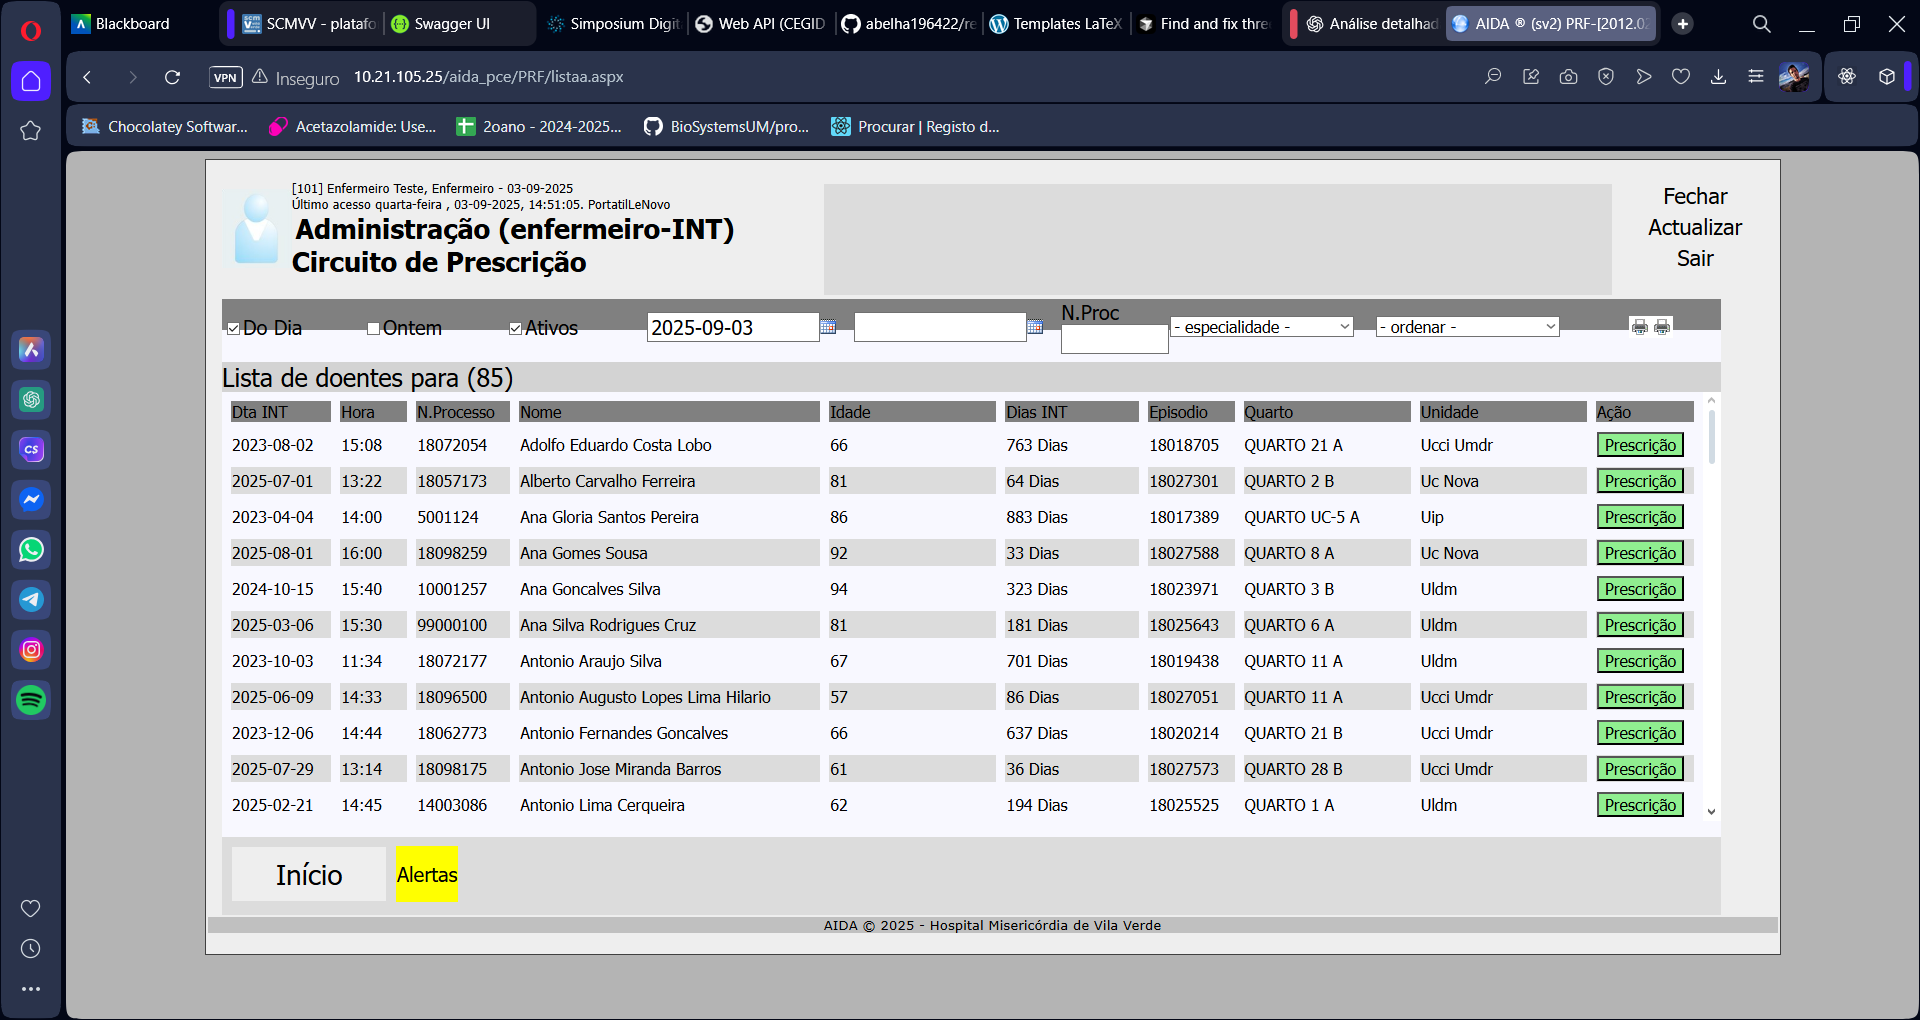 Blackboard
SCMVV - platafo
Swagger UI
Simposium Digit
Web API (CEGID
abelha196422/re
Templates LaTeX
Find and fix thre
Análise detalhad
AIDA ® (sv2) PRF-[2012.02
VPN
Inseguro
10.21.105.25/aida_pce/PRF/listaa.aspx
Chocolatey Softwar...
Acetazolamide: Use...
2oano - 2024-2025...
BioSystemsUM/pro...
Procurar | Registo d...
[101] Enfermeiro Teste, Enfermeiro - 03-09-2025
Último acesso quarta-feira , 03-09-2025, 14:51:05. PortatilLeNovo
Administração (enfermeiro-INT)
Circuito de Prescrição
Fechar
Actualizar
Sair
Do Dia
Ontem
Ativos
2025-09-03
N.Proc
- especialidade -
- ordenar -
Lista de doentes para (85)
Dta INT Hora N.Processo Nome Idade Dias INT Episodio Quarto Unidade Ação
2023-08-02 15:08 18072054 Adolfo Eduardo Costa Lobo 66 763 Dias 18018705 QUARTO 21 A Ucci Umdr Prescrição
2025-07-01 13:22 18057173 Alberto Carvalho Ferreira 81 64 Dias 18027301 QUARTO 2 B Uc Nova Prescrição
2023-04-04 14:00 5001124 Ana Gloria Santos Pereira 86 883 Dias 18017389 QUARTO UC-5 A Uip Prescrição
2025-08-01 16:00 18098259 Ana Gomes Sousa 92 33 Dias 18027588 QUARTO 8 A Uc Nova Prescrição
2024-10-15 15:40 10001257 Ana Goncalves Silva 94 323 Dias 18023971 QUARTO 3 B Uldm Prescrição
2025-03-06 15:30 99000100 Ana Silva Rodrigues Cruz 81 181 Dias 18025643 QUARTO 6 A Uldm Prescrição
2023-10-03 11:34 18072177 Antonio Araujo Silva 67 701 Dias 18019438 QUARTO 11 A Uldm Prescrição
2025-06-09 14:33 18096500 Antonio Augusto Lopes Lima Hilario 57 86 Dias 18027051 QUARTO 11 A Ucci Umdr Prescrição
2023-12-06 14:44 18062773 Antonio Fernandes Goncalves 66 637 Dias 18020214 QUARTO 21 B Ucci Umdr Prescrição
2025-07-29 13:14 18098175 Antonio Jose Miranda Barros 61 36 Dias 18027573 QUARTO 28 B Ucci Umdr Prescrição
2025-02-21 14:45 14003086 Antonio Lima Cerqueira 62 194 Dias 18025525 QUARTO 1 A Uldm Prescrição
Início
Alertas
AIDA © 2025 - Hospital Misericórdia de Vila Verde